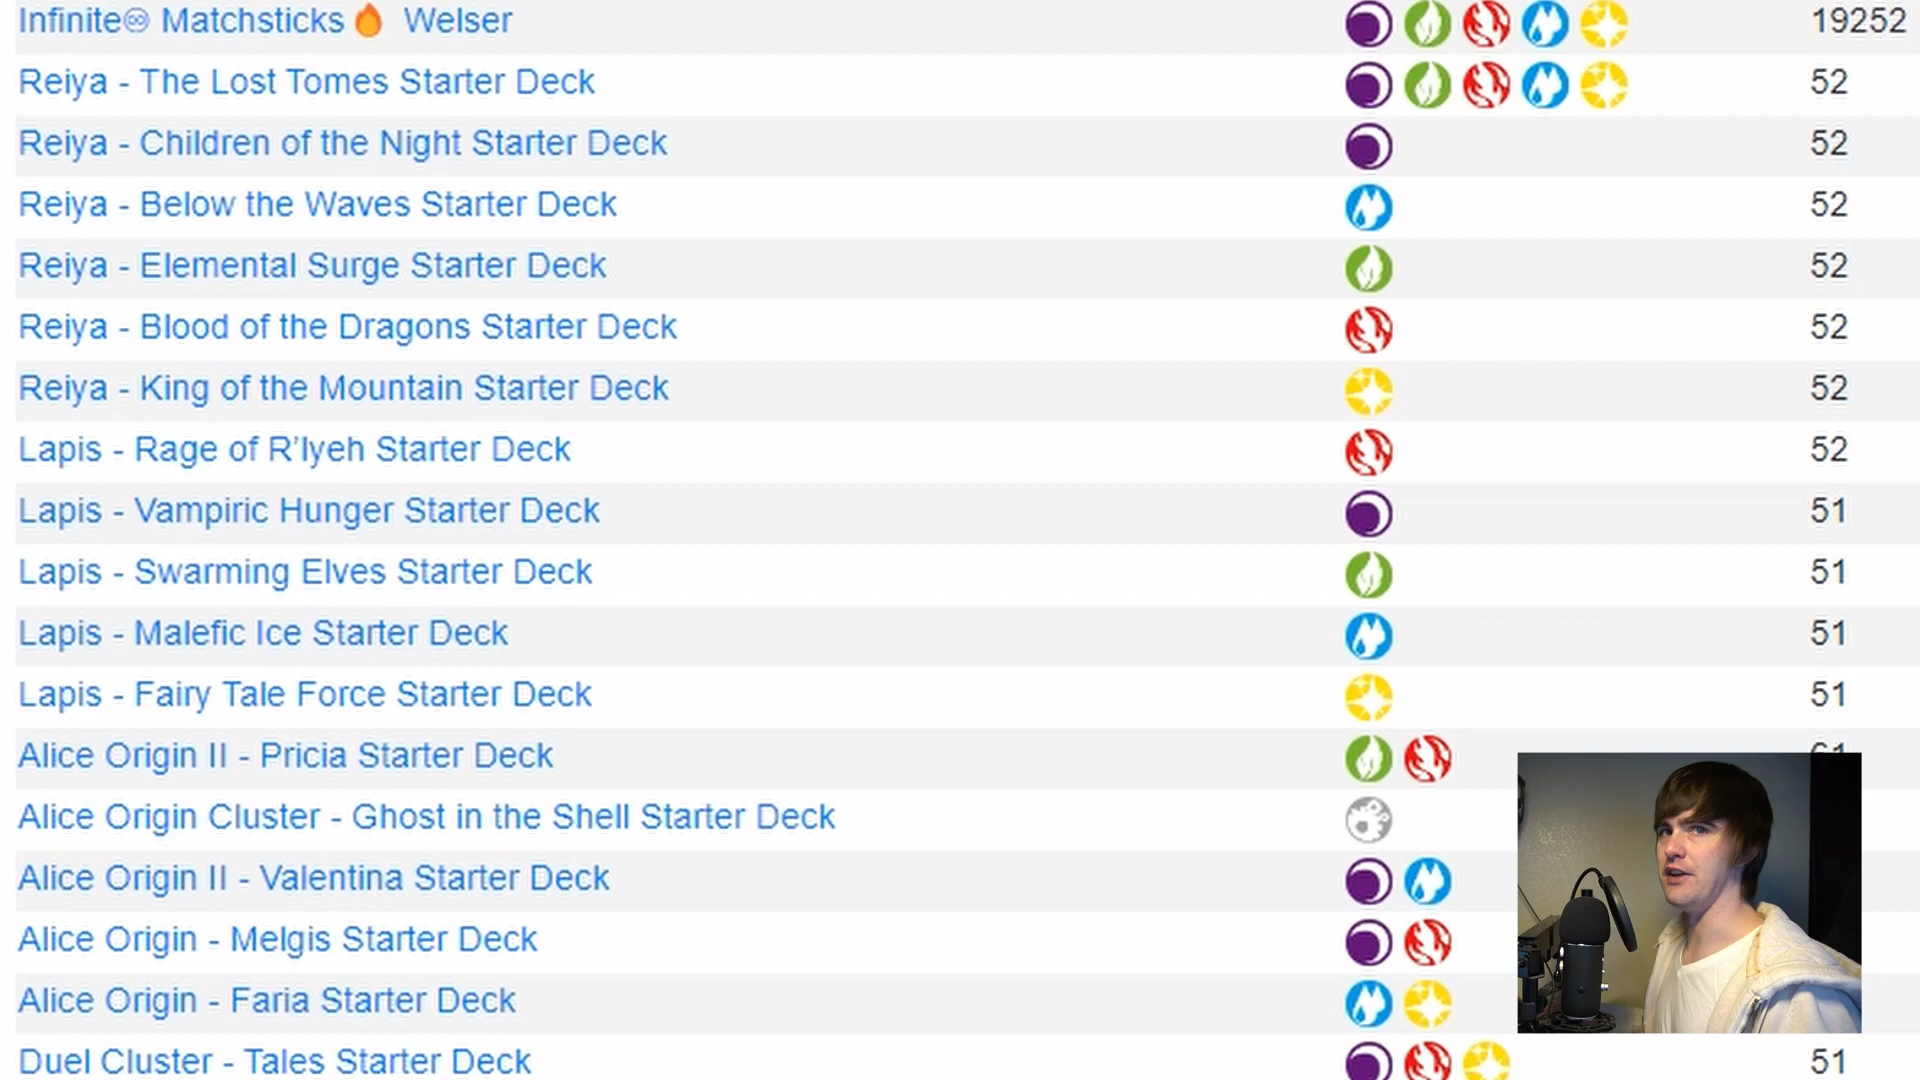 Infinite♾ Matchsticks🔥 Welser 19252
Reiya - The Lost Tomes Starter Deck 52
Reiya - Children of the Night Starter Deck 52
Reiya - Below the Waves Starter Deck 52
Reiya - Elemental Surge Starter Deck 52
Reiya - Blood of the Dragons Starter Deck 52
Reiya - King of the Mountain Starter Deck 52
Lapis - Rage of R’lyeh Starter Deck 52
Lapis - Vampiric Hunger Starter Deck 51
Lapis - Swarming Elves Starter Deck 51
Lapis - Malefic Ice Starter Deck 51
Lapis - Fairy Tale Force Starter Deck 51
Alice Origin II - Pricia Starter Deck
Alice Origin Cluster - Ghost in the Shell Starter Deck
Alice Origin II - Valentina Starter Deck
Alice Origin - Melgis Starter Deck
Alice Origin - Faria Starter Deck
Duel Cluster - Tales Starter Deck 51